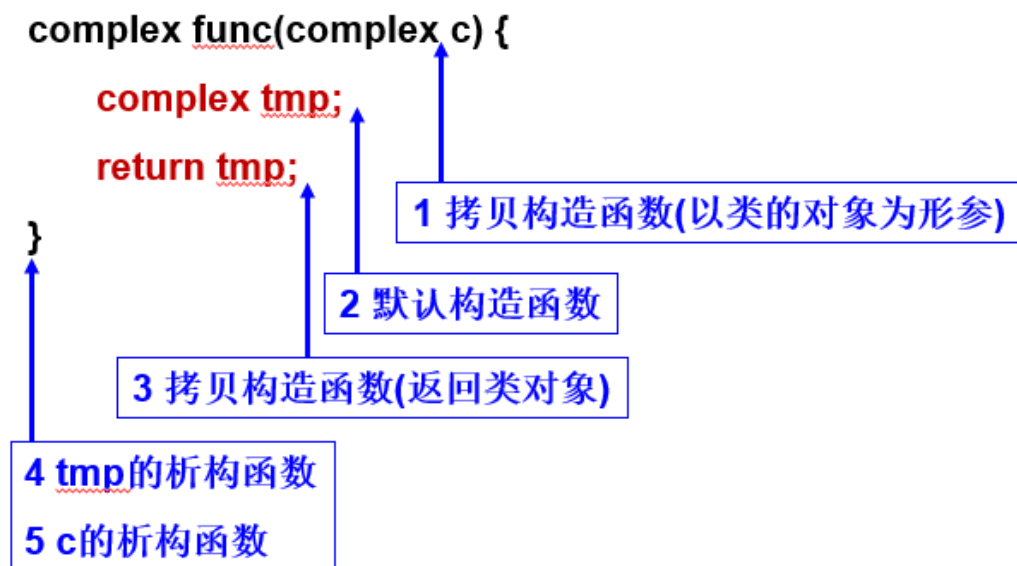 complex func(complex c) {
complex tmp;
return tmp;
1 拷贝构造函数(以类的对象为形参)
}
2 默认构造函数
3 拷贝构造函数(返回类对象)
4 tmp的析构函数
5 c的析构函数